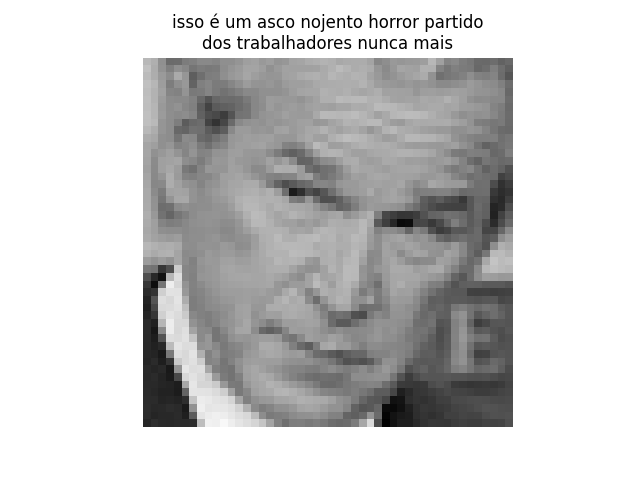 isso é um asco nojento horror partido
dos trabalhadores nunca mais